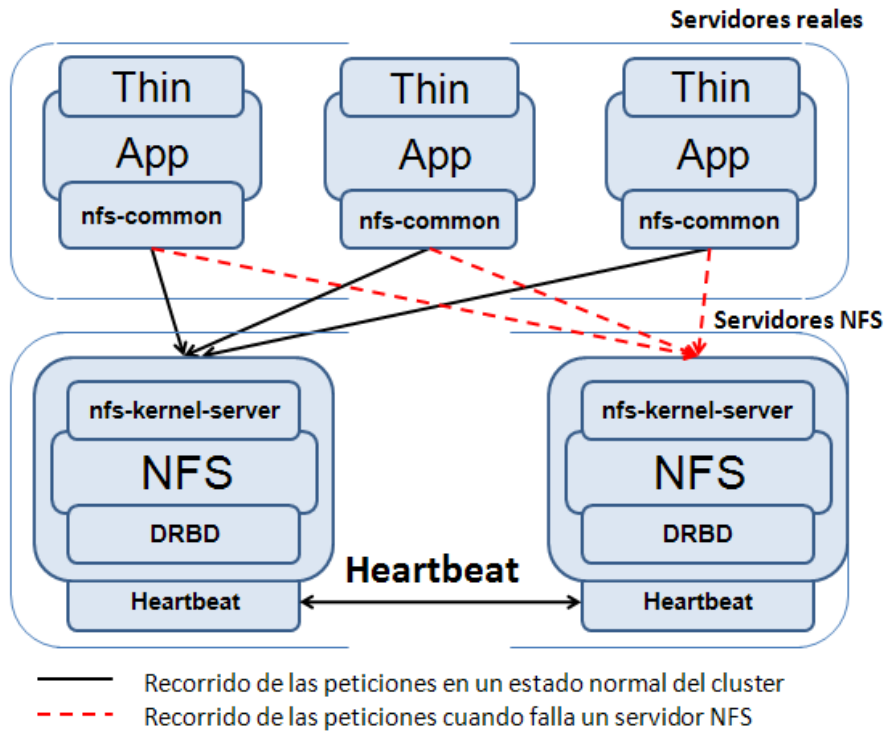 Servidores reales
Thin Thin Thin
App App App
nfs-common nfs-common nfs-common
Servidores NFS
nfs-kernel-server nfs-kernel-server
NFS NFS
DRBD DRBD
Heartbeat
Heartbeat Heartbeat
Recorrido de las peticiones en un estado normal del cluster
Recorrido de las peticiones cuando falla un servidor NFS